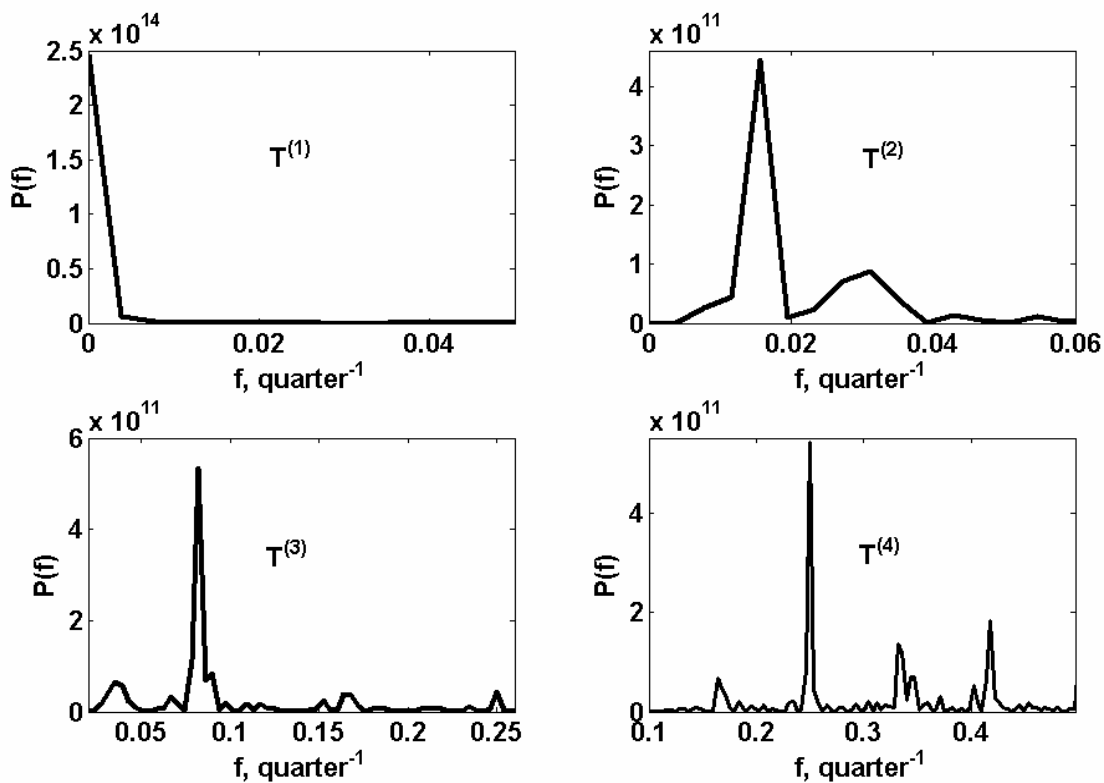 x 10^14
2.5
2
1.5
1
0.5
0
P(f)
T^(1)
0 0.02 0.04
f, quarter^-1
x 10^11
4
3
2
1
0
P(f)
T^(2)
0 0.02 0.04 0.06
f, quarter^-1
x 10^11
6
4
2
0
P(f)
T^(3)
0.05 0.1 0.15 0.2 0.25
f, quarter^-1
x 10^11
4
2
0
P(f)
T^(4)
0.1 0.2 0.3 0.4
f, quarter^-1